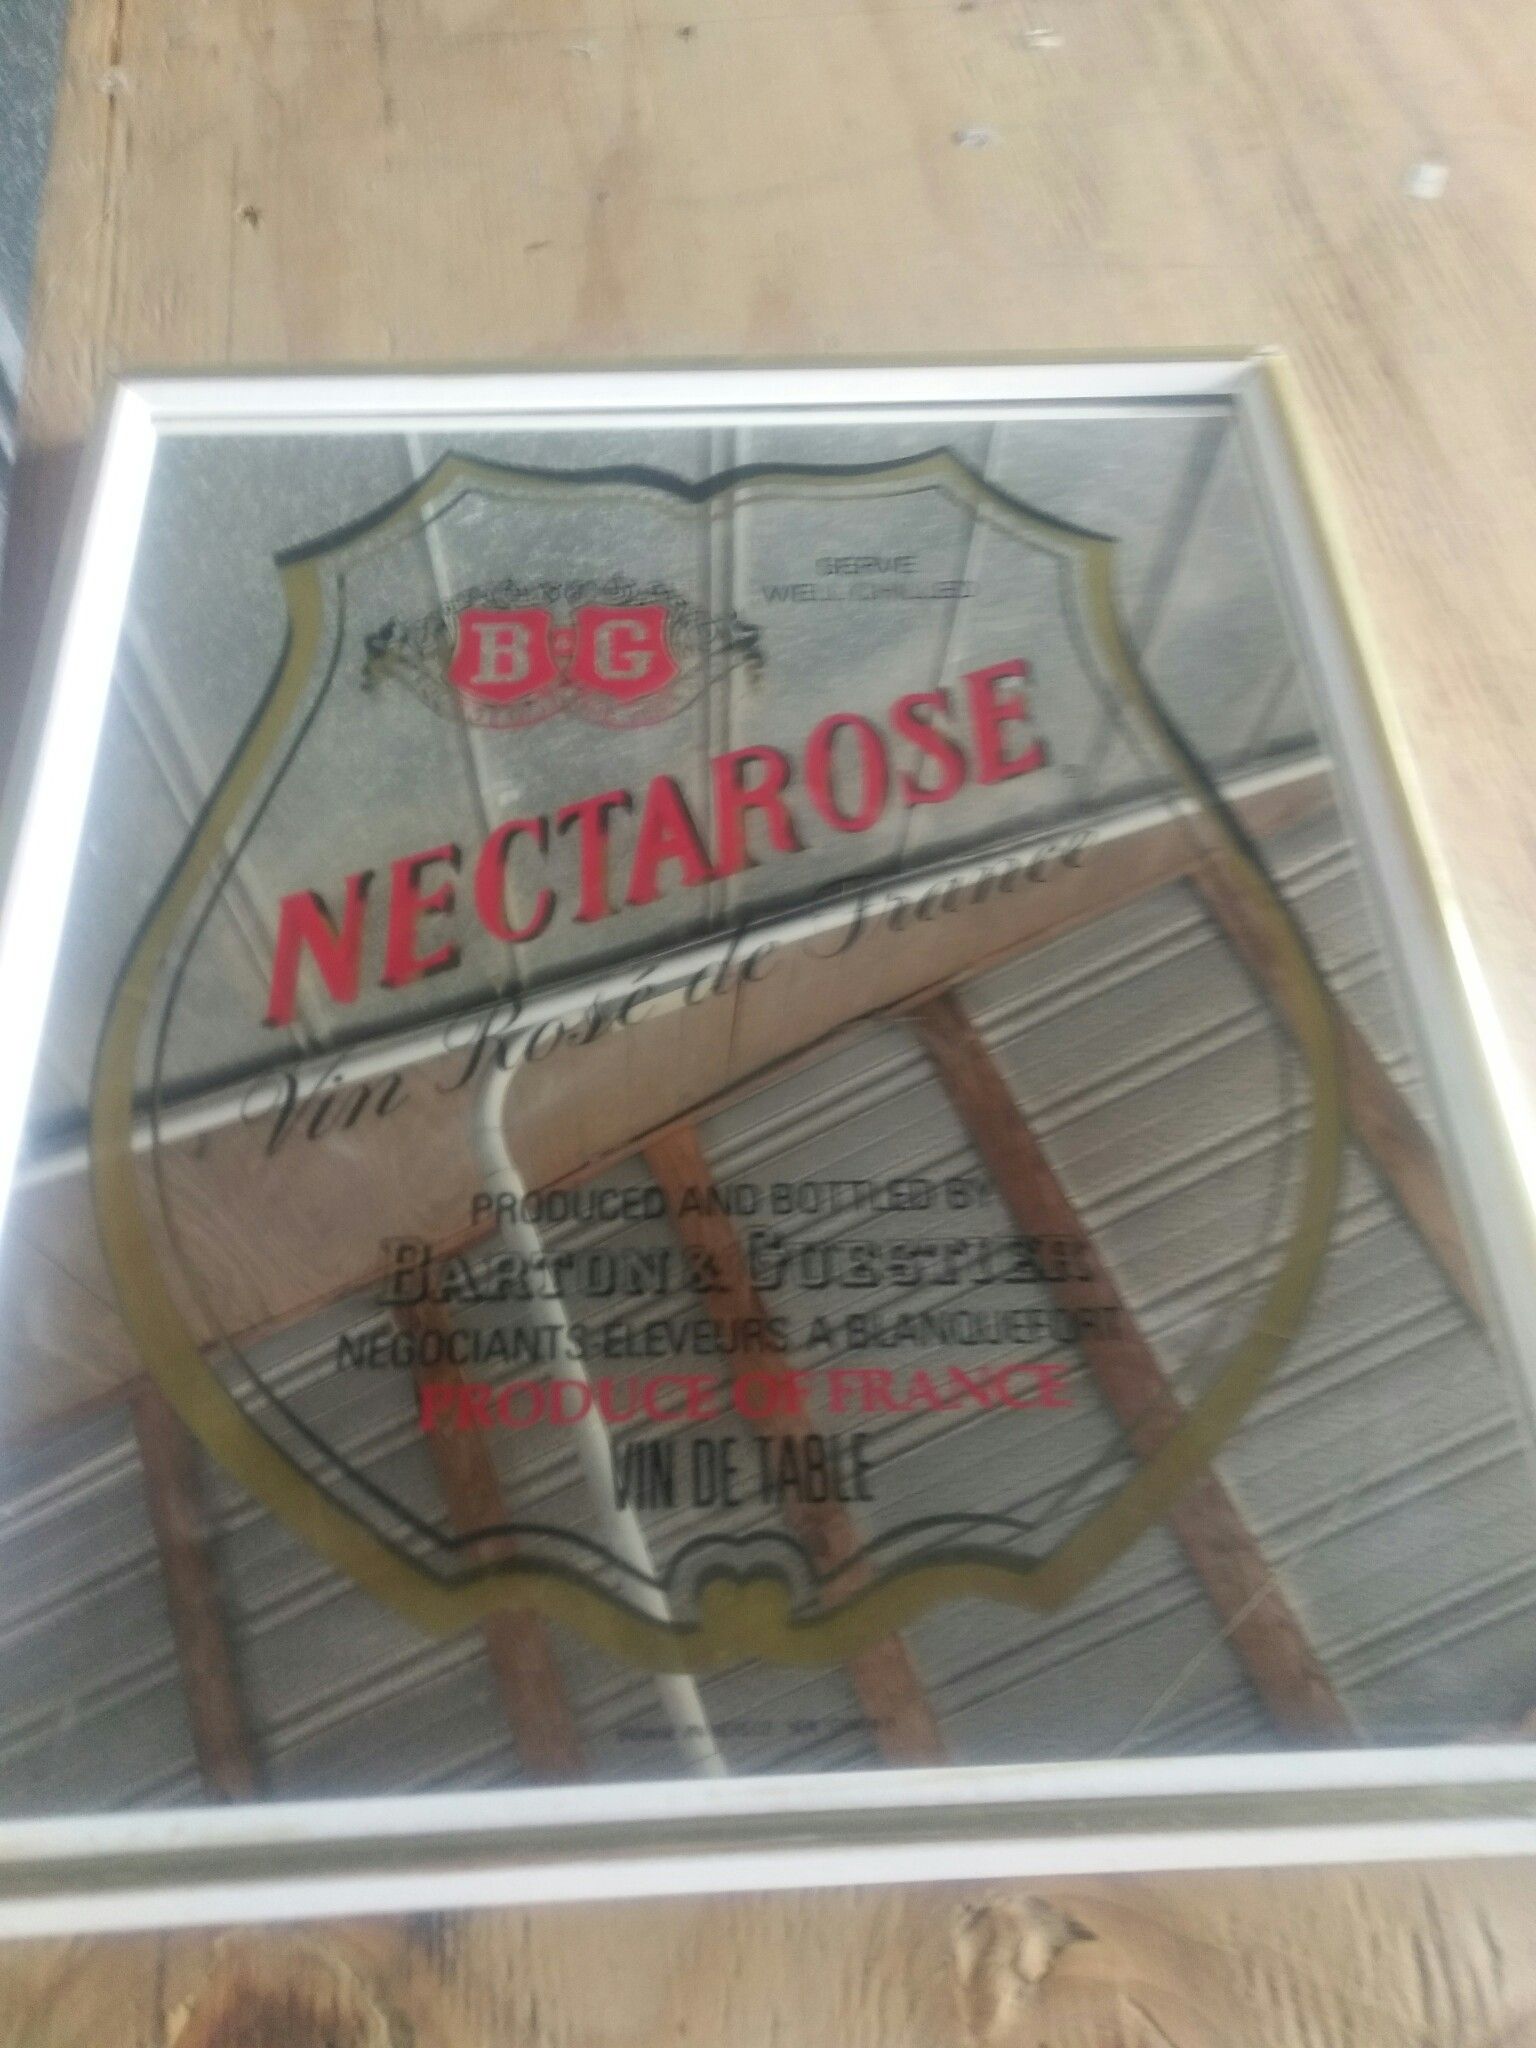 SERVE
WELL CHILLED
B&G
NECTAROSE
Vin Rosé de France
PRODUCED AND BOTTLED BY
BARTON & GUESTIER
NEGOCIANTS-ELEVEURS A BLANQUEFORT
PRODUCE OF FRANCE
VIN DE TABLE